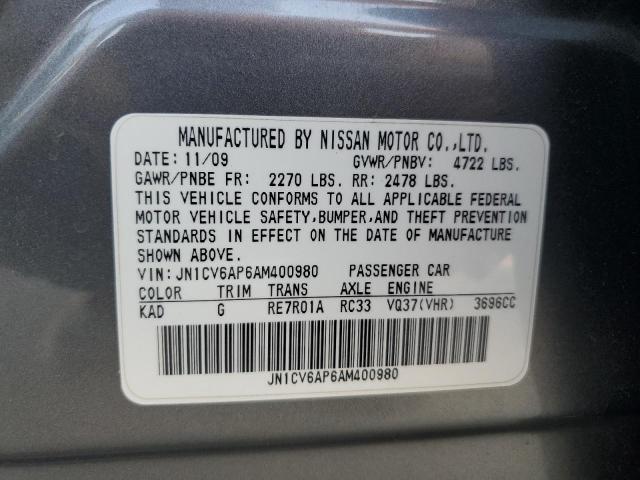 MANUFACTURED BY NISSAN MOTOR CO.,LTD.
DATE: 11/09 GVWR/PNBV: 4722 LBS.
GAWR/PNBE FR: 2270 LBS. RR: 2478 LBS.
THIS VEHICLE CONFORMS TO ALL APPLICABLE FEDERAL
MOTOR VEHICLE SAFETY,BUMPER,AND THEFT PREVENTION
STANDARDS IN EFFECT ON THE DATE OF MANUFACTURE
SHOWN ABOVE.
VIN:JN1CV6AP6AM400980 PASSENGER CAR
COLOR TRIM TRANS AXLE ENGINE
KAD G RE7R01A RC33 VQ37(VHR) 3696CC
JN1CV6AP6AM400980